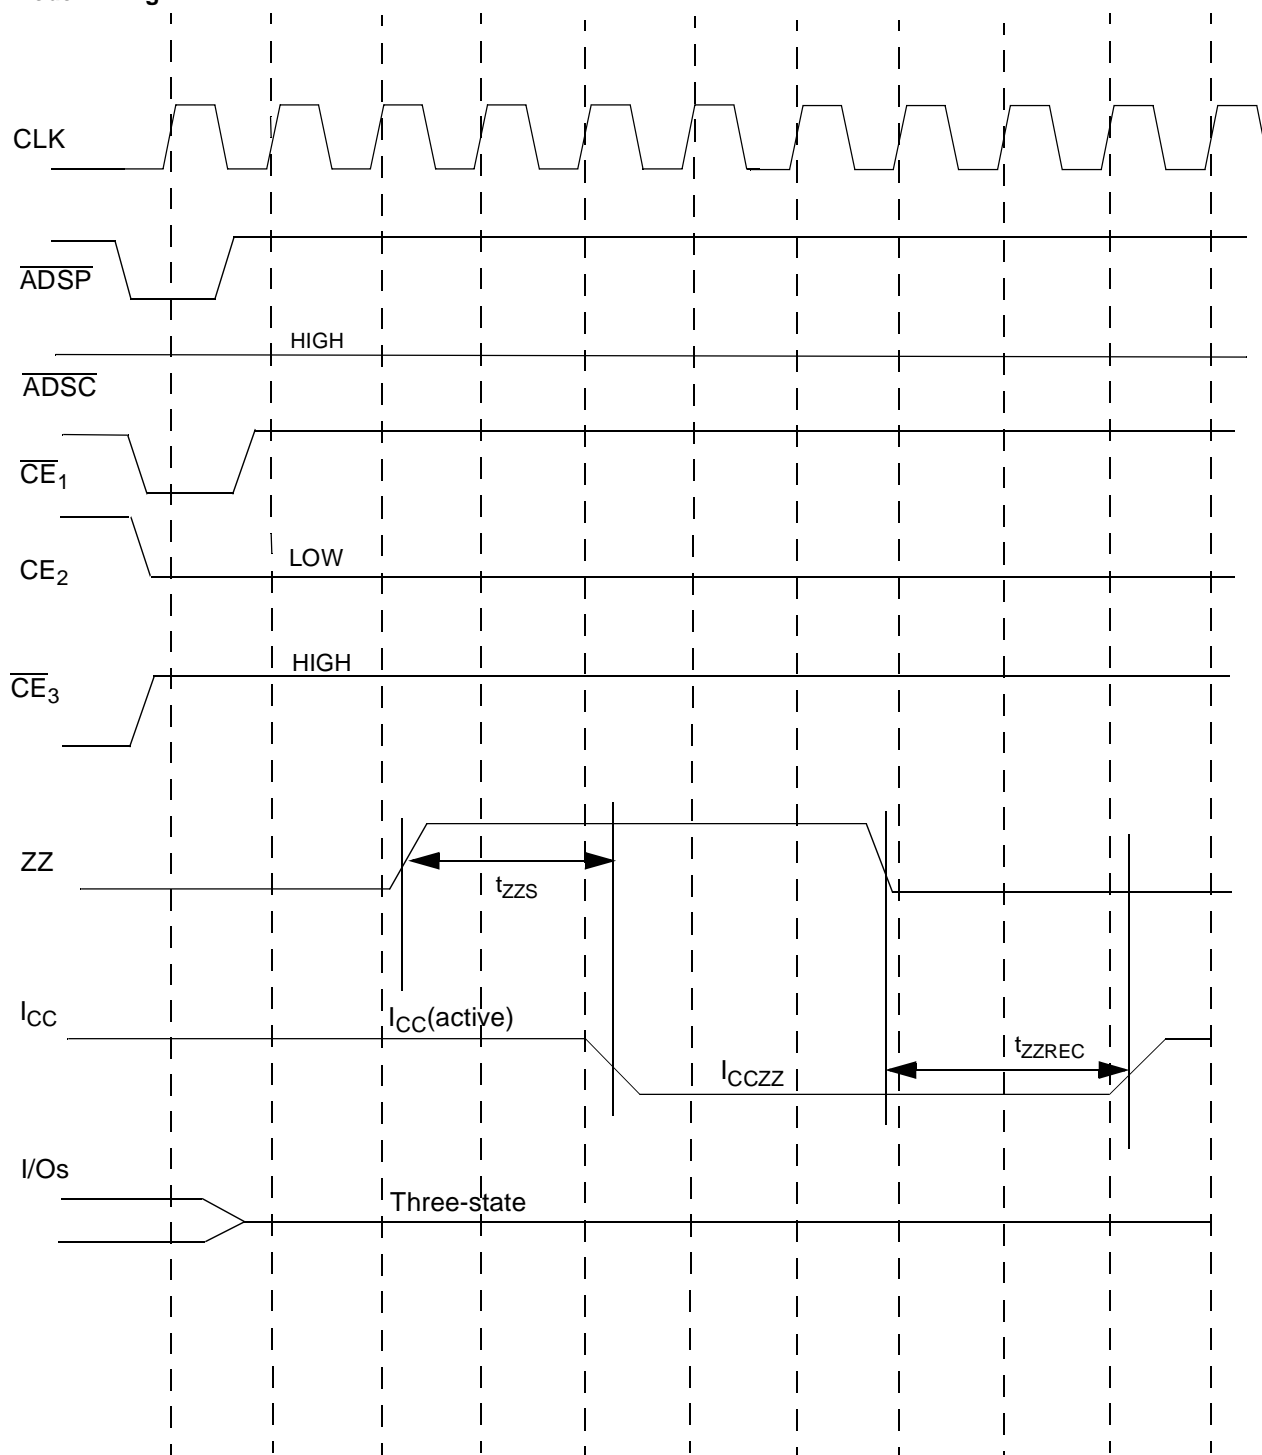 CLK
ADSP
HIGH
ADSC
CE1
LOW
CE2
HIGH
CE3
ZZ
tZZS
ICC
ICC(active)
tZZREC
ICCZZ
I/Os
Three-state